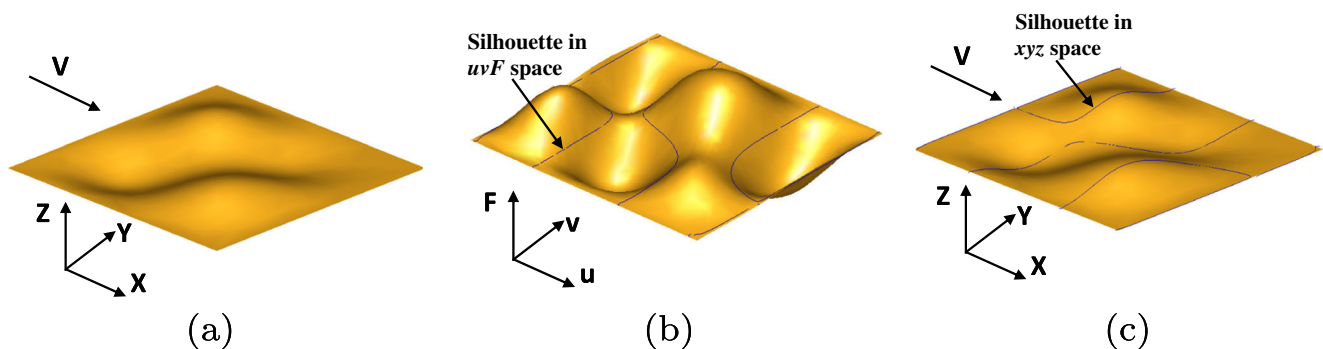 V
Z
Y
X
(a)
Silhouette in
uvF space
F
v
u
(b)
Silhouette in
xyz space
V
Z
Y
X
(c)